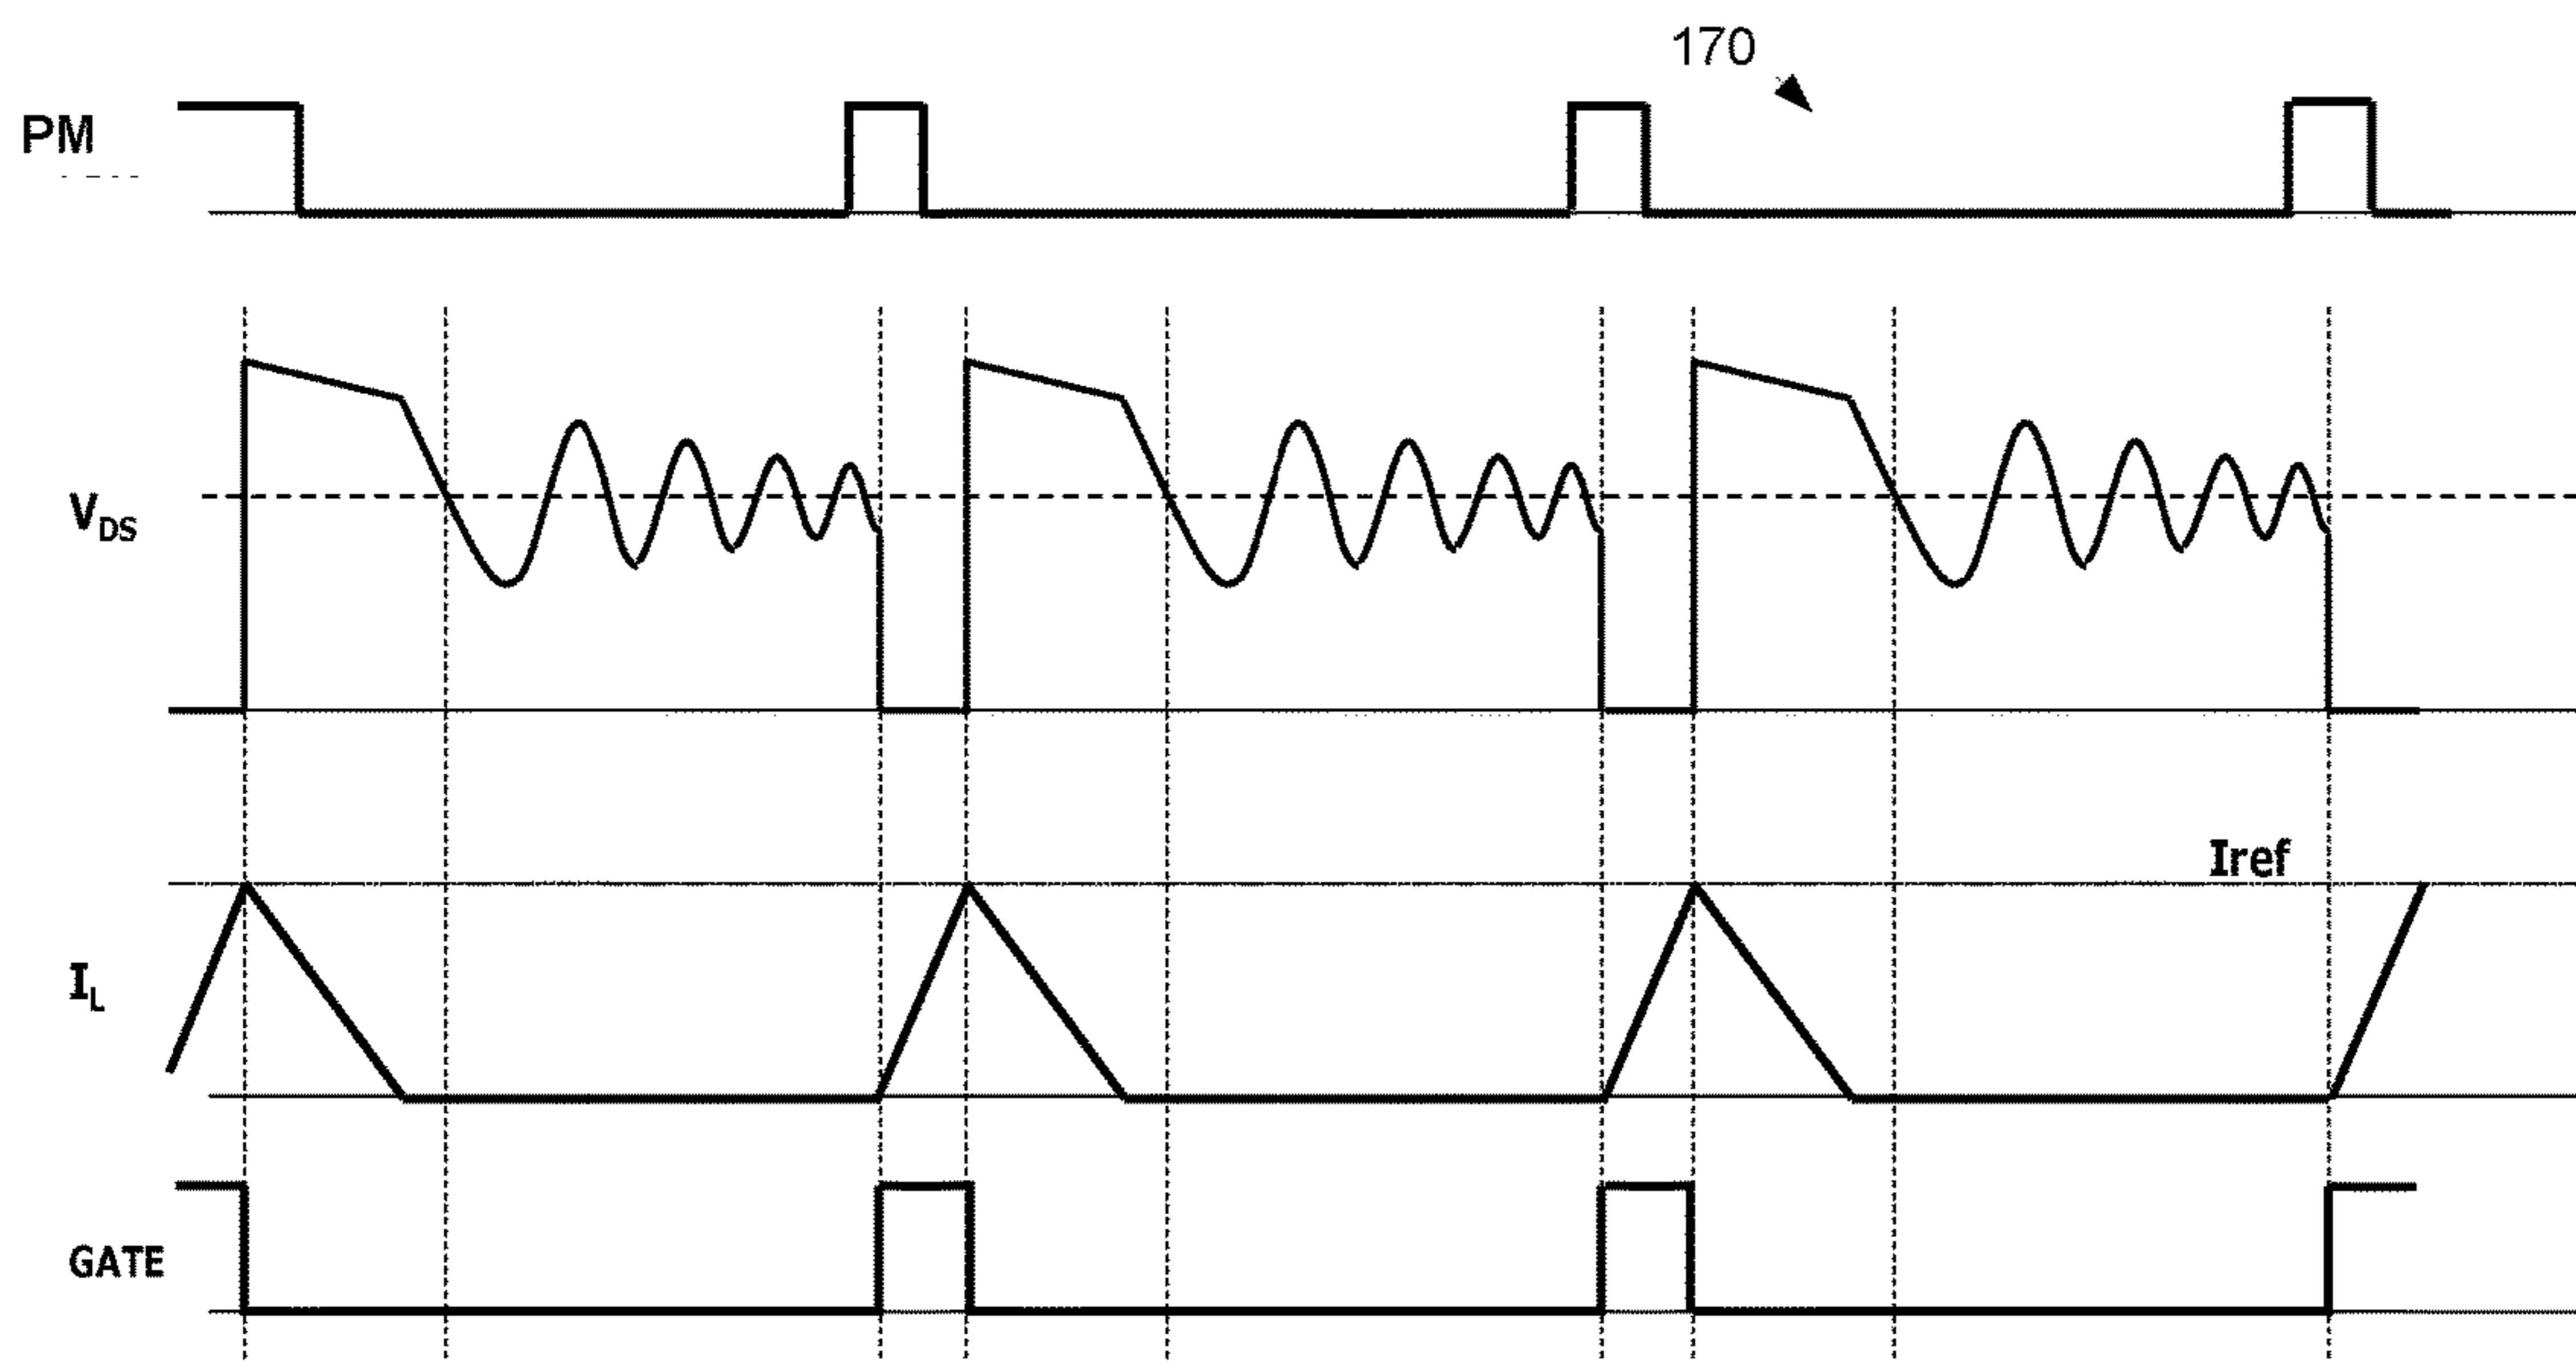 170
PM
VDS
Iref
IL
GATE